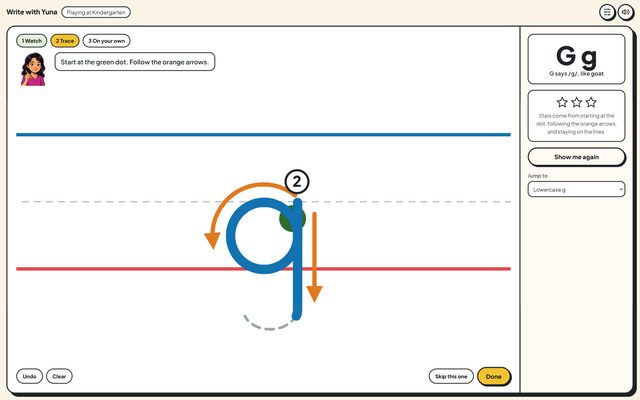 Write with Yuna
Playing at Kindergarten
1 Watch
2 Trace
3 On your own
Start at the green dot. Follow the orange arrows.
2
G g
G says /g/, like goat
Stars come from starting at the
dot, following the orange arrows,
and staying on the lines.
Show me again
Jump to
Lowercase g
Undo
Clear
Skip this one
Done